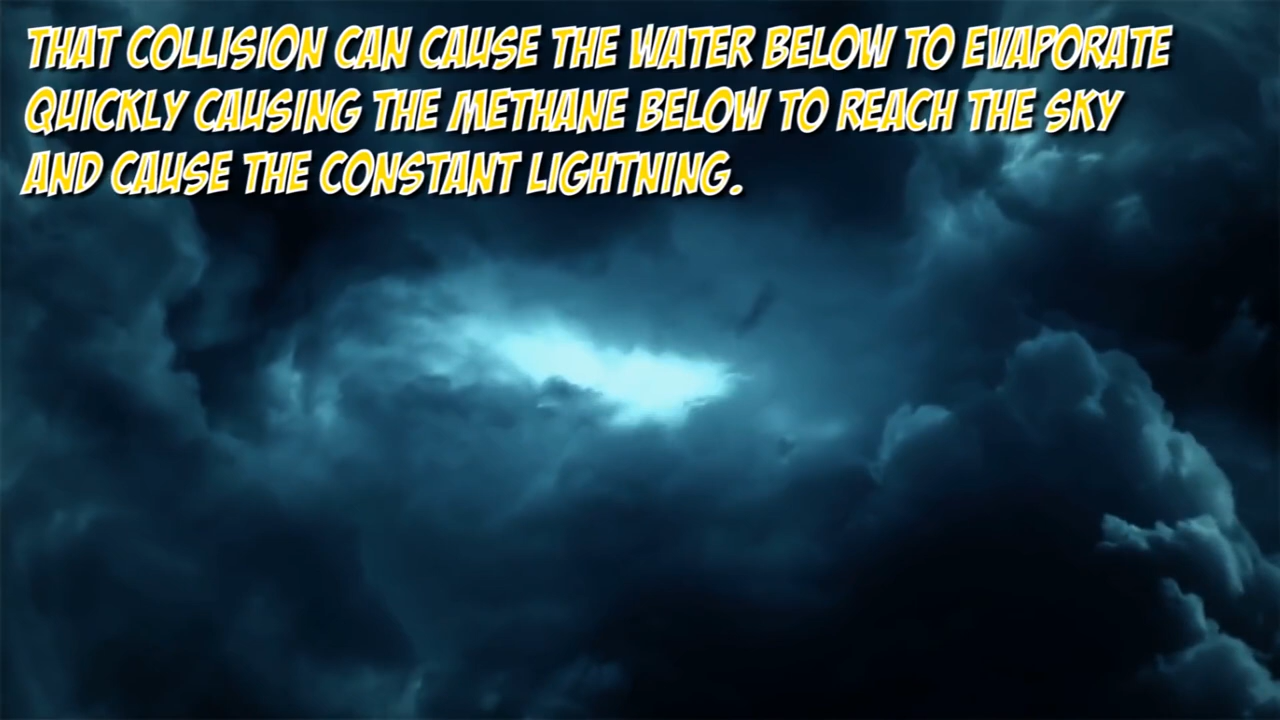 THAT COLLISION CAN CAUSE THE WATER BELOW TO EVAPORATE
QUICKLY CAUSING THE METHANE BELOW TO REACH THE SKY
AND CAUSE THE CONSTANT LIGHTNING.